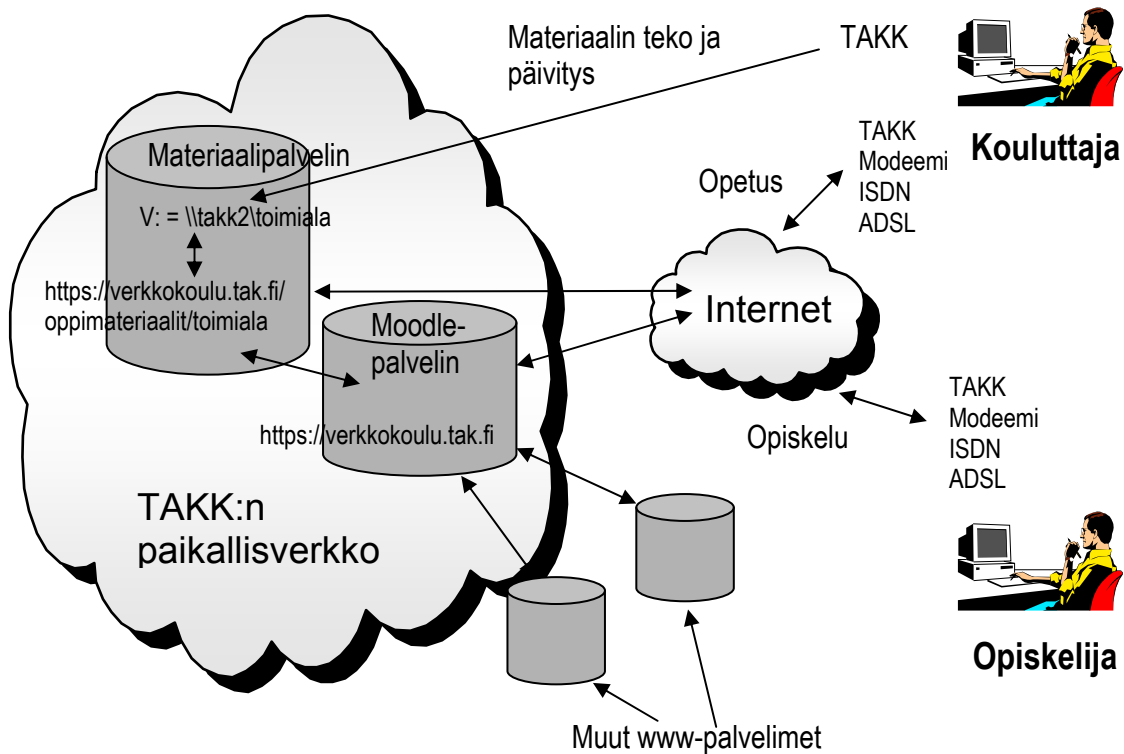 Materiaalin teko ja
päivitys
TAKK
Kouluttaja
Materiaalipalvelin
V: = \\takk2\toimiala
https://verkkokoulu.tak.fi/
oppimateriaalit/toimiala
Opetus
TAKK
Modeemi
ISDN
ADSL
Internet
Moodle-
palvelin
https://verkkokoulu.tak.fi
Opiskelu
TAKK
Modeemi
ISDN
ADSL
TAKK:n
paikallisverkko
Opiskelija
Muut www-palvelimet